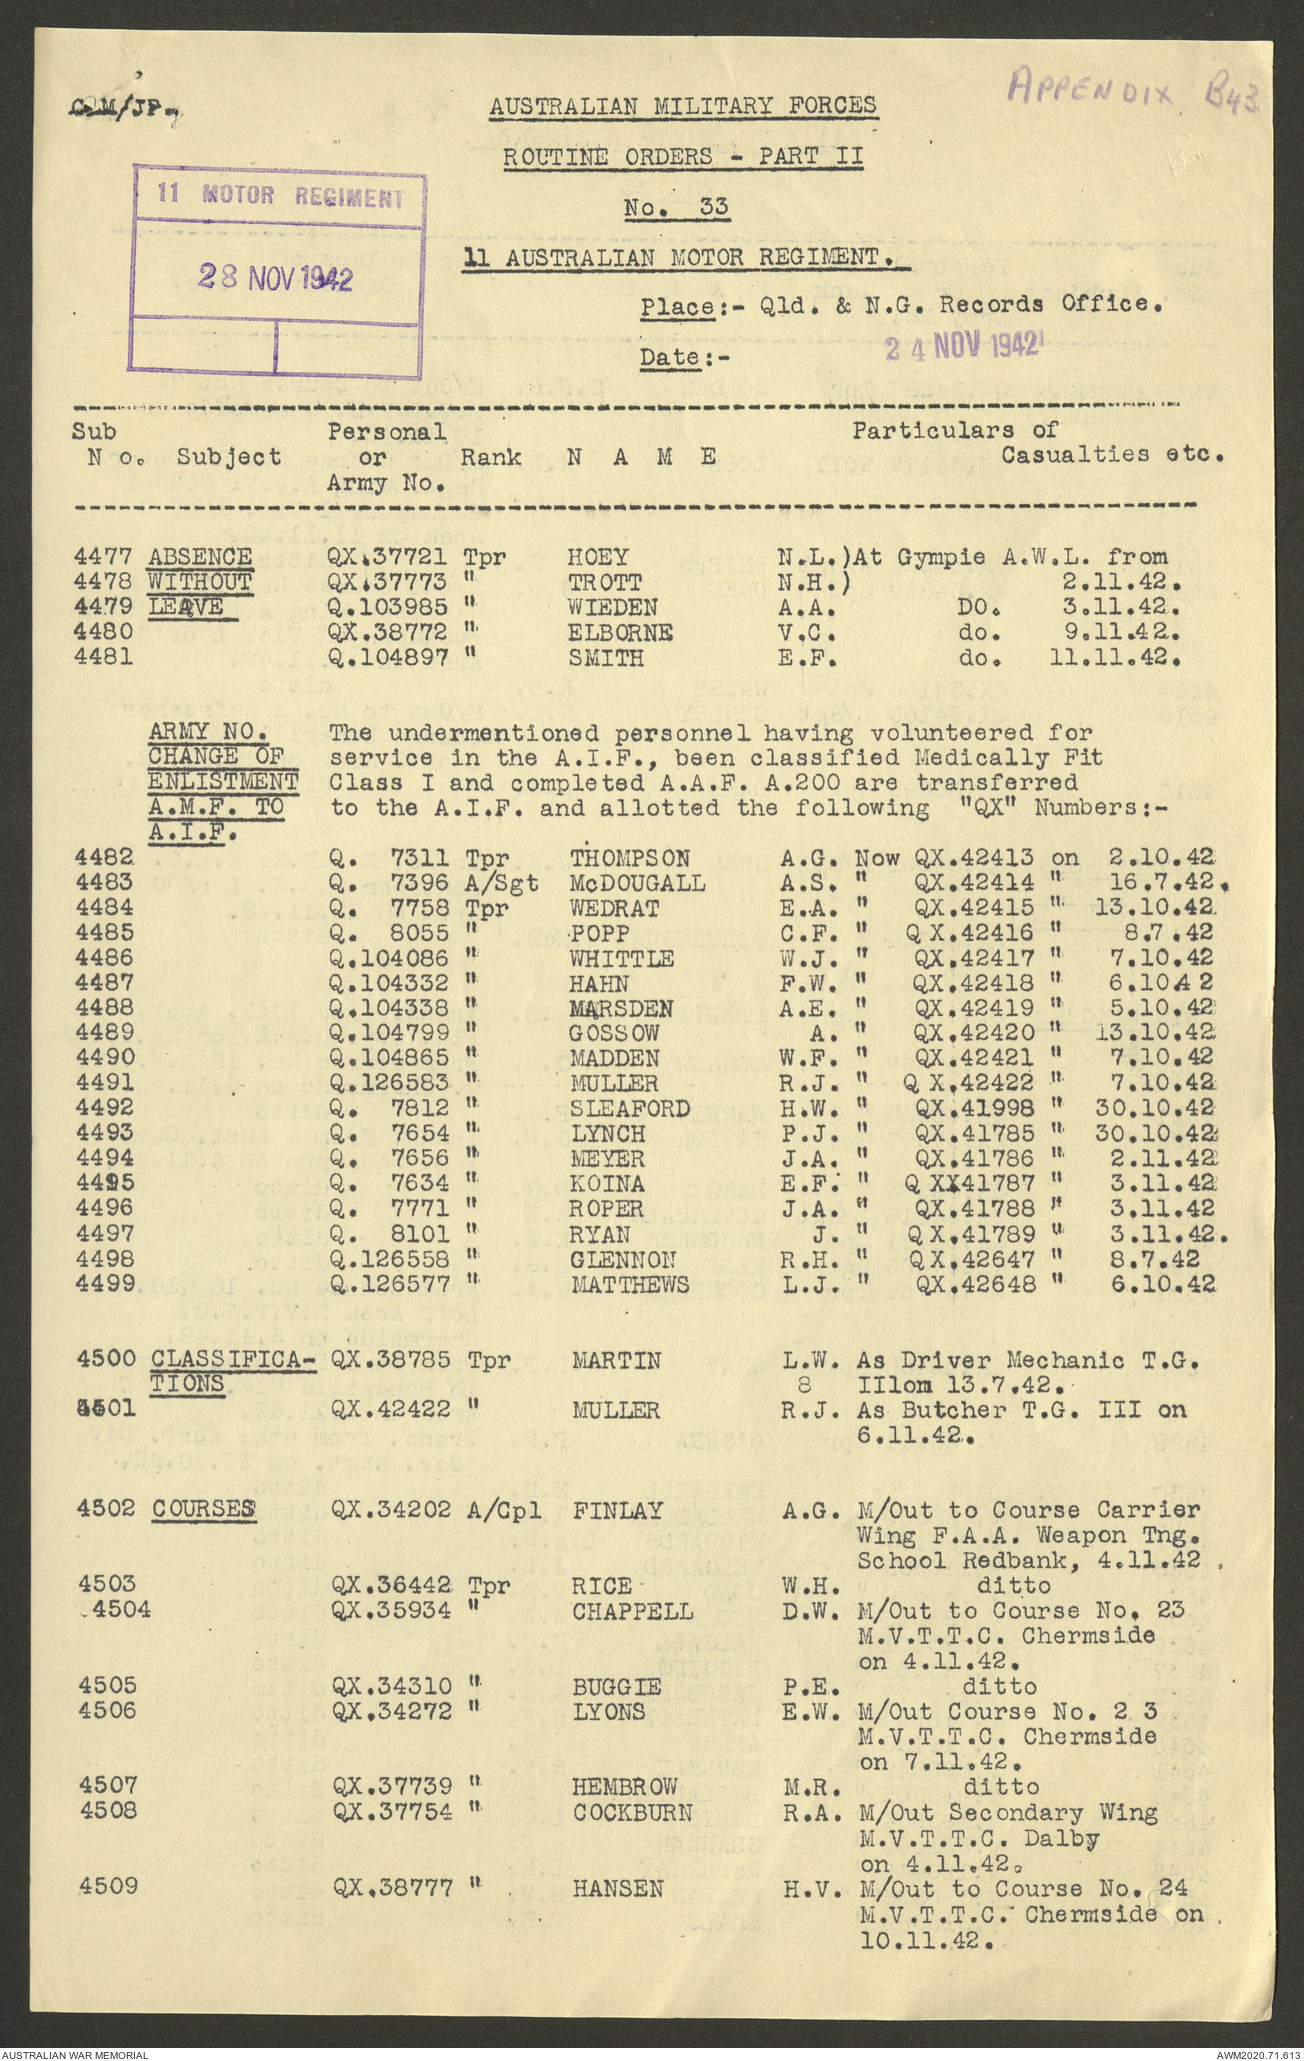 APPENDIX B43
AUSTRALIAN MILITARY FORCES
ROUTINE ORDERS - PART II
11 MOTOR REGIMENT
28 NOV 1942
No. 33
11 AUSTRALIAN MOTOR REGIMENT.
Place:- Qld. & N.G. Records Office.
Date:- 24 NOV 1942
Sub Personal Particulars of
N o. Subject or Rank N A M E Casualties etc.
Army No.
4477 ABSENCE QX.37721 Tpr HOEY N.L.)At Gympie A.W.L. from
4478 WITHOUT QX.37773 " TROTT N.H.) 2.11.42.
4479 LEAVE Q.103985 " WIEDEN A.A. DO. 3.11.42.
4480 QX.38772 " ELBORNE V.C. do. 9.11.42.
4481 Q.104897 " SMITH E.F. do. 11.11.42.
ARMY NO. The undermentioned personnel having volunteered for
CHANGE OF service in the A.I.F., been classified Medically Fit
ENLISTMENT Class I and completed A.A.F. A.200 are transferred
A.M.F. TO to the A.I.F. and allotted the following "QX" Numbers:-
A.I.F.
4482 Q. 7311 Tpr THOMPSON A.G. Now QX.42413 on 2.10.42
4483 Q. 7396 A/Sgt McDOUGALL A.S. " QX.42414 " 16.7.42.
4484 Q. 7758 Tpr WEDRAT E.A. " QX.42415 " 13.10.42
4485 Q. 8055 " POPP C.F. " Q X.42416 " 8.7.42
4486 Q.104086 " WHITTLE W.J. " QX.42417 " 7.10.42
4487 Q.104332 " HAHN F.W. " QX.42418 " 6.10.42
4488 Q.104338 " MARSDEN A.E. " QX.42419 " 5.10.42
4489 Q.104799 " GOSSOW A. " QX.42420 " 13.10.42
4490 Q.104865 " MADDEN W.F. " QX.42421 " 7.10.42
4491 Q.126583 " MULLER R.J. " Q X.42422 " 7.10.42
4492 Q. 7812 " SLEAFORD H.W. " QX.41998 " 30.10.42
4493 Q. 7654 " LYNCH P.J. " QX.41785 " 30.10.42
4494 Q. 7656 " MEYER J.A. " QX.41786 " 2.11.42
4495 Q. 7634 " KOINA E.F. " Q XX41787 " 3.11.42
4496 Q. 7771 " ROPER J.A. " QX.41788 " 3.11.42
4497 Q. 8101 " RYAN J. " Q X.41789 " 3.11.42.
4498 Q.126558 " GLENNON R.H. " Q X.42647 " 8.7.42
4499 Q.126577 " MATTHEWS L.J. " QX.42648 " 6.10.42
4500 CLASSIFICA- QX.38785 Tpr MARTIN L.W. As Driver Mechanic T.G.
TIONS 8 IIlom 13.7.42.
4501 QX.42422 " MULLER R.J. As Butcher T.G. III on
6.11.42.
4502 COURSES QX.34202 A/Cpl FINLAY A.G. M/Out to Course Carrier
Wing F.A.A. Weapon Tng.
School Redbank, 4.11.42.
4503 QX.36442 Tpr RICE W.H. ditto
4504 QX.35934 " CHAPPELL D.W. M/Out to Course No. 23
M.V.T.T.C. Chermside
on 4.11.42.
4505 QX.34310 " BUGGIE P.E. ditto
4506 QX.34272 " LYONS E.W. M/Out Course No. 2 3
M.V.T.T.C. Chermside
on 7.11.42.
4507 QX.37739 " HEMBROW M.R. ditto
4508 QX.37754 " COCKBURN R.A. M/Out Secondary Wing
M.V.T.T.C. Dalby
on 4.11.42.
4509 QX.38777 " HANSEN H.V. M/Out to Course No. 24
M.V.T.T.C. Chermside on
10.11.42.
AUSTRALIAN WAR MEMORIAL AWM2020.71.613